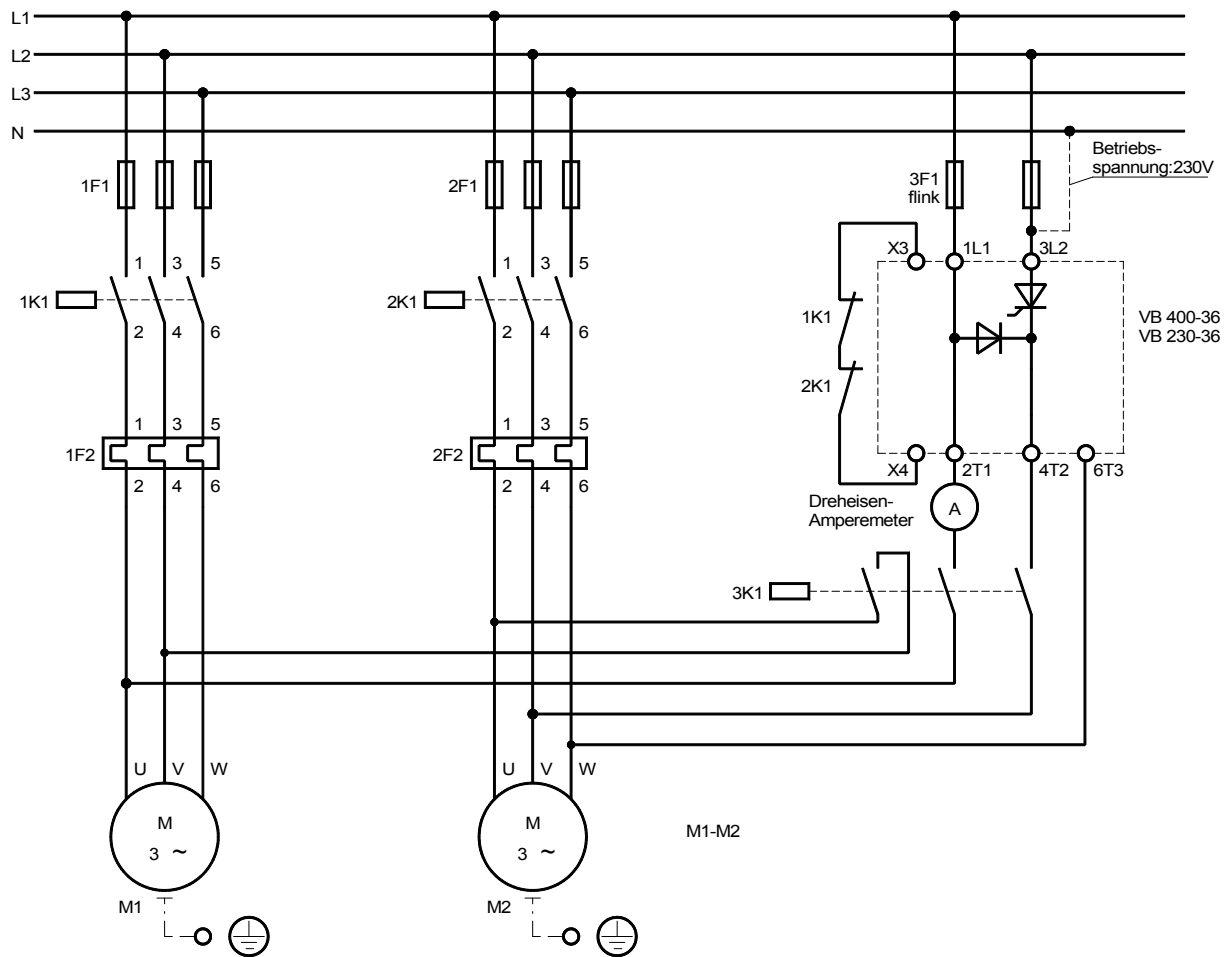 L1
L2
L3
N
1F1
2F1
3F1
flink
Betriebs-
spannung:230V
X3
1L1
3L2
1
3
5
1
3
5
1K1
2K1
2
4
6
2
4
6
1K1
2K1
VB 400-36
VB 230-36
1
3
5
1
3
5
1F2
2F2
2
4
6
2
4
6
X4
2T1
4T2
6T3
Dreheisen-
Amperemeter
A
3K1
U
V
W
U
V
W
M
3 ~
M
3 ~
M1-M2
M1
M2